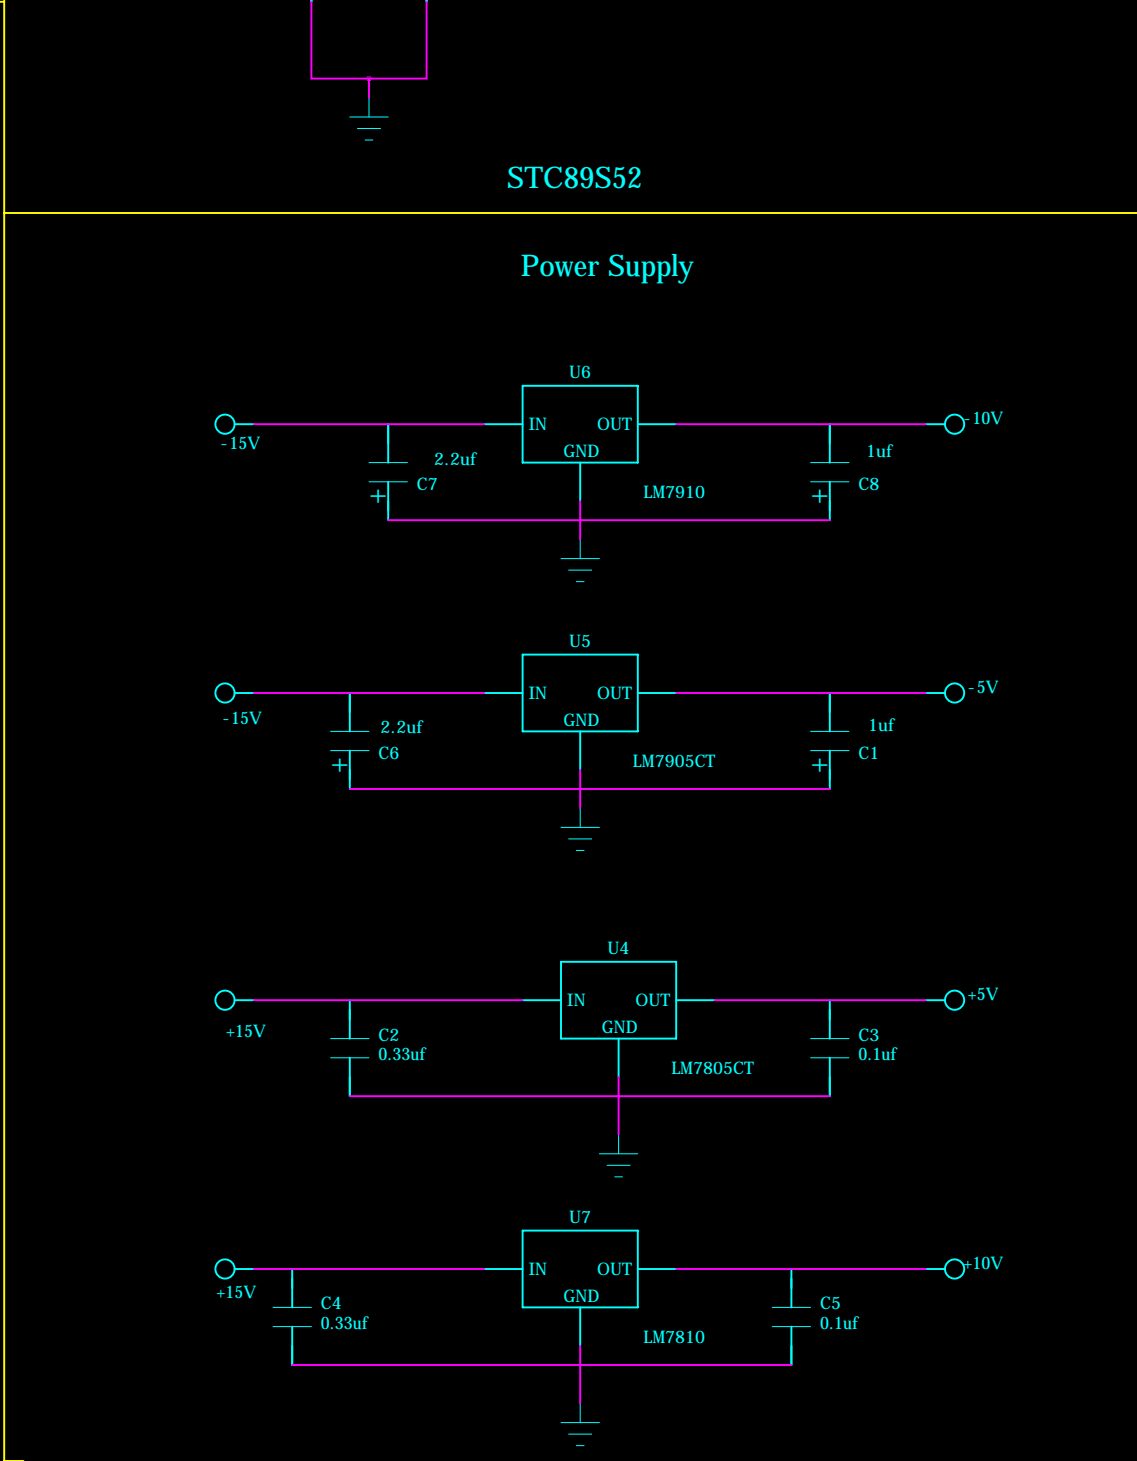 STC89S52
Power Supply
U6
-15V
IN OUT
GND
-10V
2.2uf
C7
+
LM7910
1uf
C8
+
U5
-15V
IN OUT
GND
-5V
2.2uf
C6
+
LM7905CT
1uf
C1
+
U4
+15V
IN OUT
GND
+5V
C2
0.33uf
LM7805CT
C3
0.1uf
U7
+15V
IN OUT
GND
+10V
C4
0.33uf
LM7810
C5
0.1uf